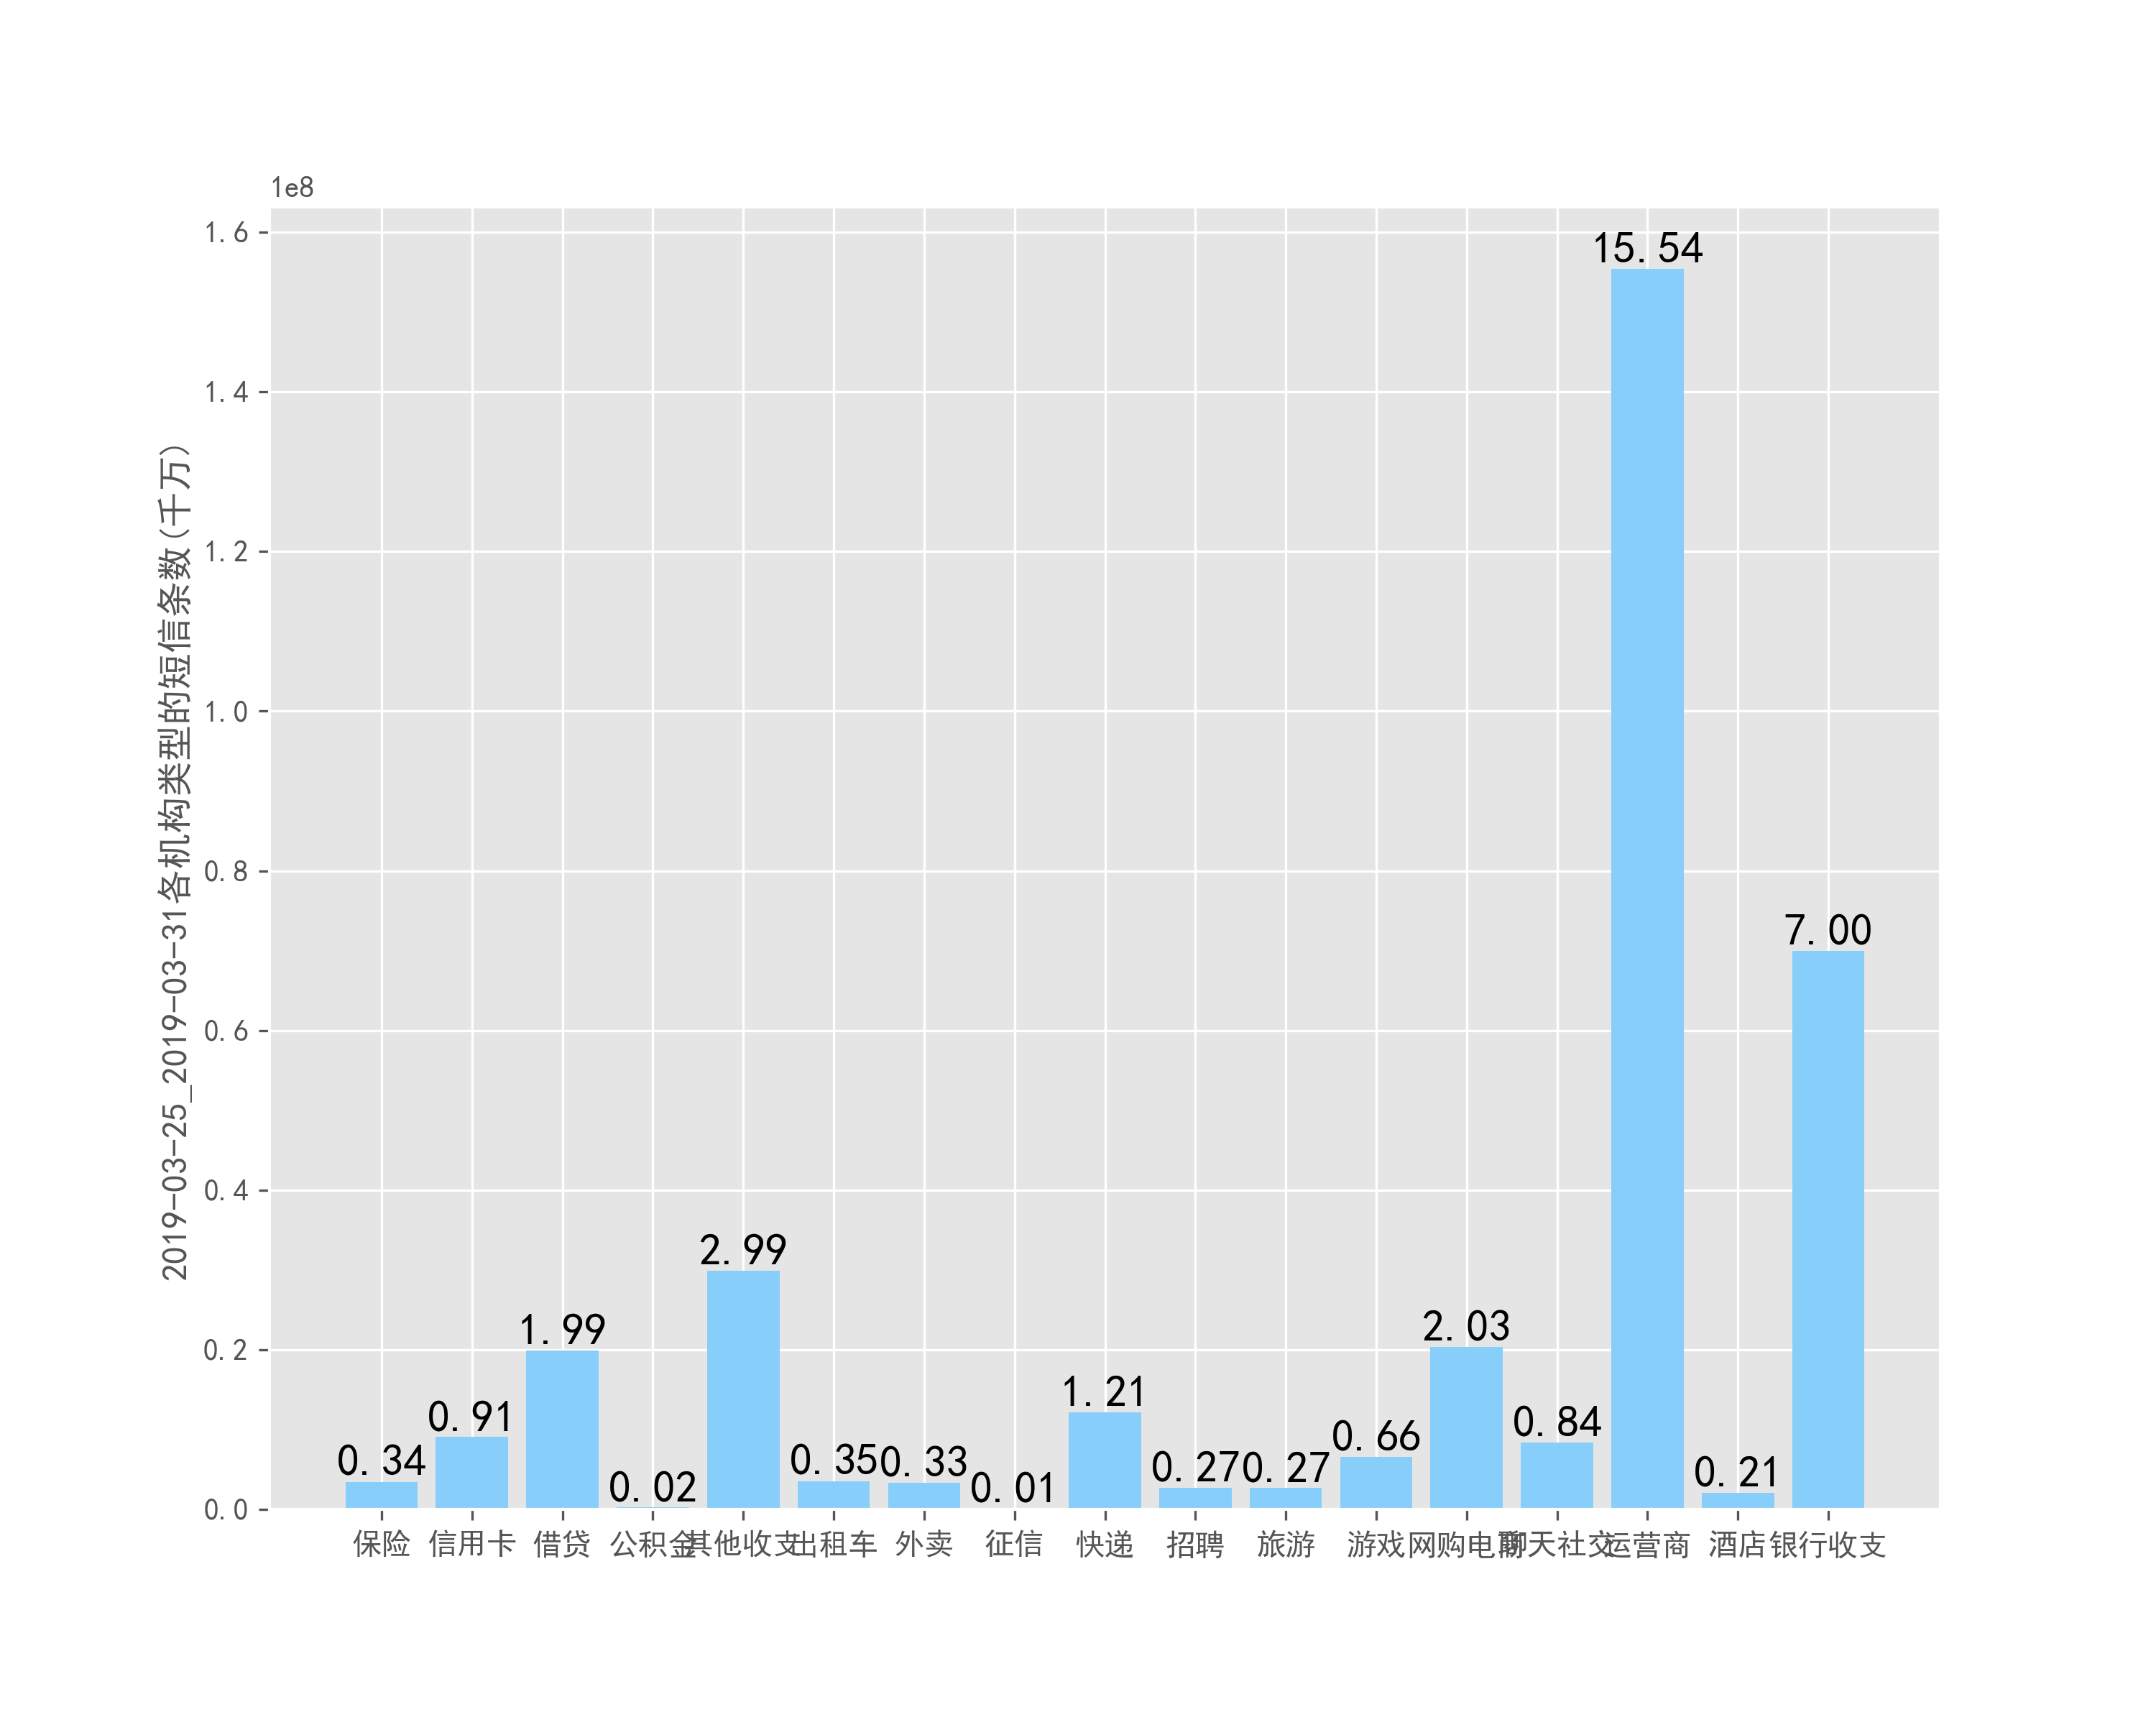 1e8
1.6
1.4
1.2
1.0
0.8
0.6
0.4
0.2
0.0
2019-03-25_2019-03-31各机构类型的短信条数(千万)
0.34
0.91
1.99
0.02
2.99
0.35
0.33
0.01
1.21
0.27
0.27
0.66
2.03
0.84
15.54
0.21
7.00
保险
信用卡
借贷
公积金
其他收支
出租车
外卖
征信
快递
招聘
旅游
游戏
网购电商
聊天社交
运营商
酒店
银行收支